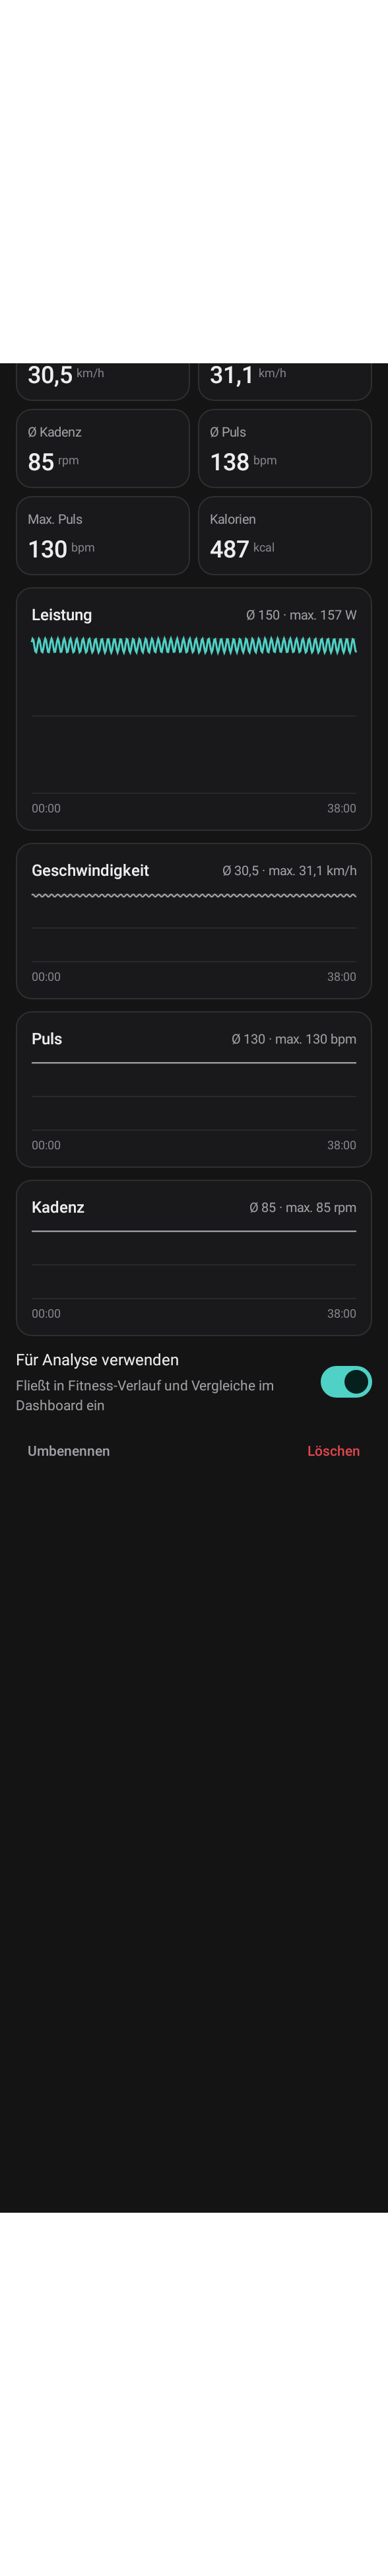 30,5 km/h
31,1 km/h
Ø Kadenz
85 rpm
Ø Puls
138 bpm
Max. Puls
130 bpm
Kalorien
487 kcal
Leistung
Ø 150 · max. 157 W
00:00
38:00
Geschwindigkeit
Ø 30,5 · max. 31,1 km/h
00:00
38:00
Puls
Ø 130 · max. 130 bpm
00:00
38:00
Kadenz
Ø 85 · max. 85 rpm
00:00
38:00
Für Analyse verwenden
Fließt in Fitness-Verlauf und Vergleiche im
Dashboard ein
Umbenennen
Löschen